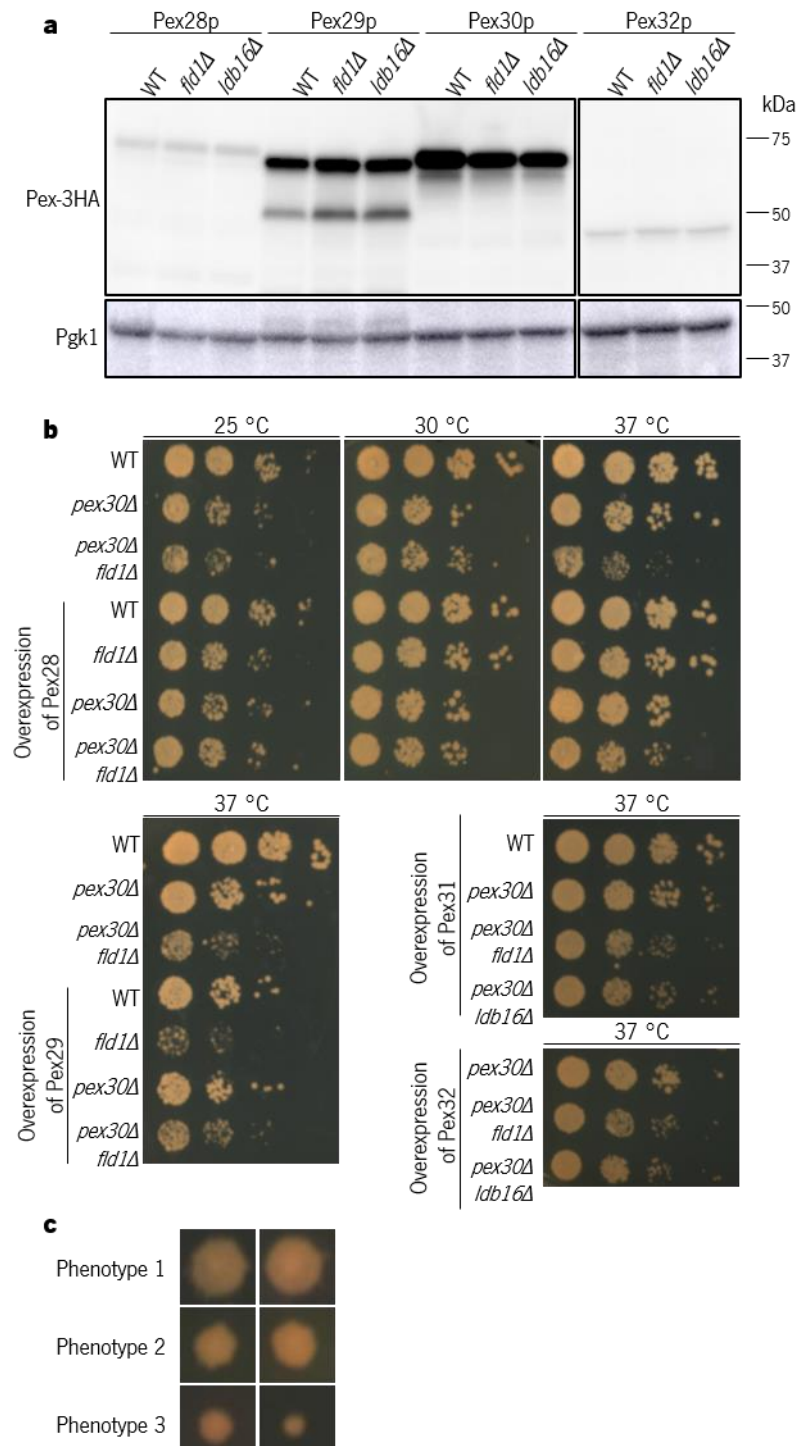 a
Pex28p Pex29p Pex30p Pex32p
WT fld1Δ ldb16Δ WT fld1Δ ldb16Δ WT fld1Δ ldb16Δ WT fld1Δ ldb16Δ
kDa
75
Pex-3HA
50
37
50
Pgk1
37
b
25 °C 30 °C 37 °C
WT
pex30Δ
pex30Δ
fld1Δ
Overexpression
of Pex28
WT
fld1Δ
pex30Δ
pex30Δ
fld1Δ
37 °C
WT
pex30Δ
pex30Δ
fld1Δ
Overexpression
of Pex29
WT
fld1Δ
pex30Δ
pex30Δ
fld1Δ
37 °C
Overexpression
of Pex31
WT
pex30Δ
pex30Δ
fld1Δ
pex30Δ
ldb16Δ
37 °C
Overexpression
of Pex32
pex30Δ
pex30Δ
fld1Δ
pex30Δ
ldb16Δ
c
Phenotype 1
Phenotype 2
Phenotype 3